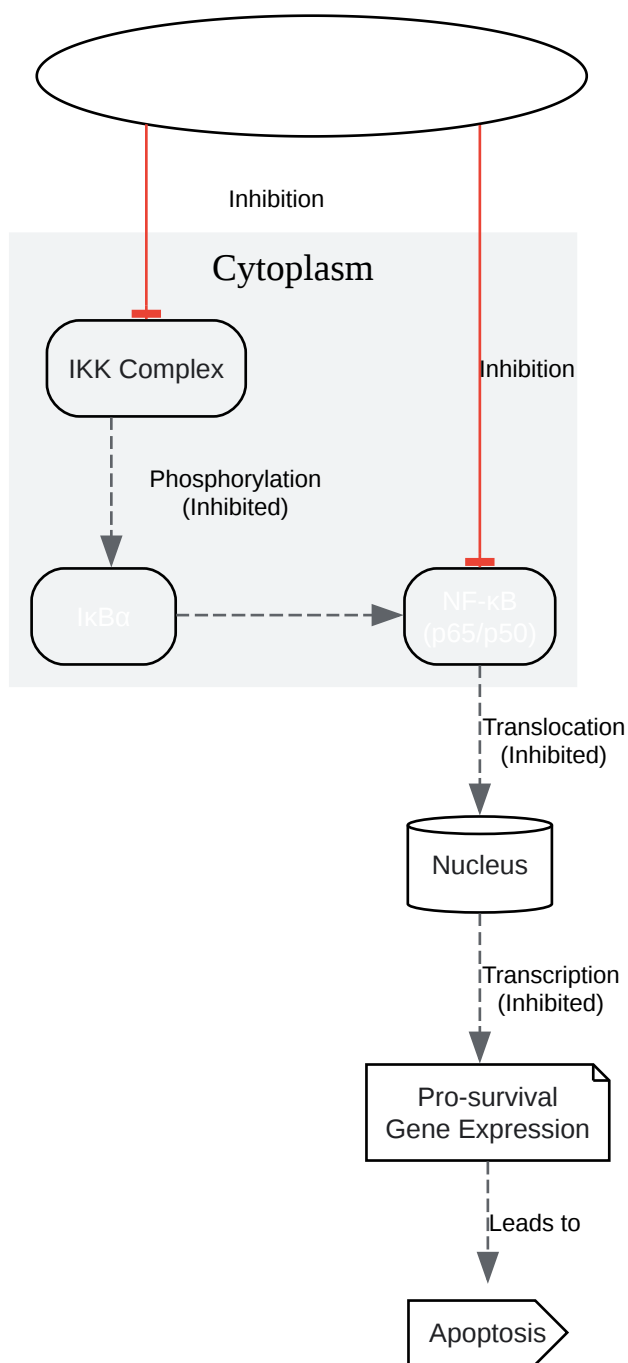 Inhibition
Cytoplasm
IKK Complex
Inhibition
Phosphorylation
(Inhibited)
IκBα
NF-κB
(p65/p50)
Translocation
(Inhibited)
Nucleus
Transcription
(Inhibited)
Pro-survival
Gene Expression
Leads to
Apoptosis